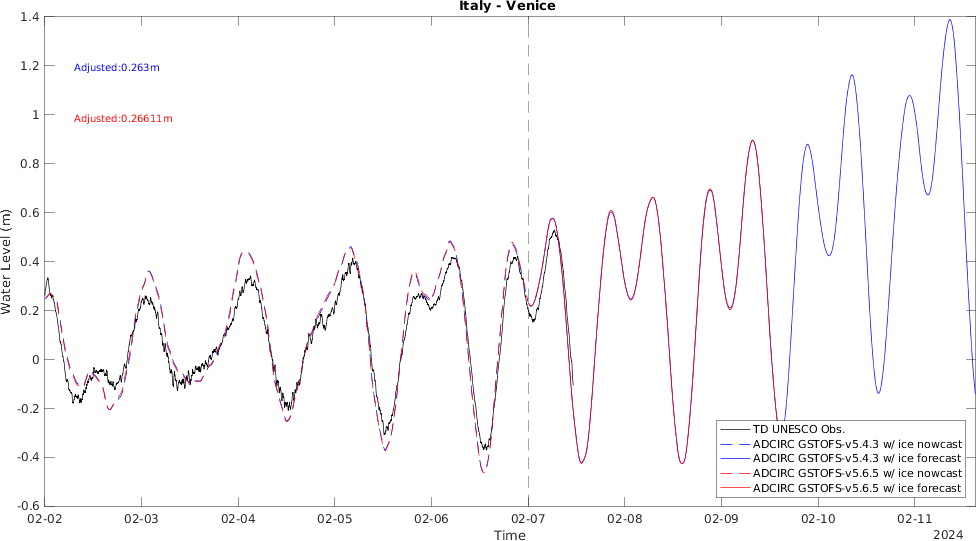 Italy - Venice
1.4
1.2
1
0.8
0.6
0.4
0.2
0
-0.2
-0.4
-0.6
Water Level (m)
Adjusted:0.263m
Adjusted:0.26611m
TD UNESCO Obs.
ADCIRC GSTOFS-v5.4.3 w/ ice nowcast
ADCIRC GSTOFS-v5.4.3 w/ ice forecast
ADCIRC GSTOFS-v5.6.5 w/ ice nowcast
ADCIRC GSTOFS-v5.6.5 w/ ice forecast
02-02 02-03 02-04 02-05 02-06 02-07 02-08 02-09 02-10 02-11
Time
2024